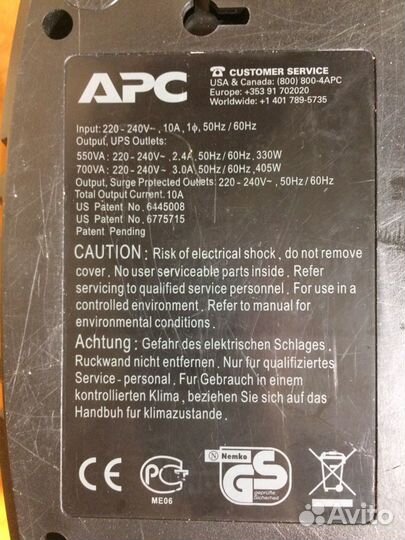 APC
☎ CUSTOMER SERVICE
USA & Canada: (800) 800-4APC
Europe: +353 91 702020
Worldwide: +1 401 789-5735
Input: 220 - 240V~, 10A, 1ϕ, 50Hz / 60Hz
Output, UPS Outlets:
550VA: 220 - 240V~, 2.4A, 50Hz / 60Hz, 330W
700VA: 220 - 240V~, 3.0A, 50Hz / 60Hz, 405W
Output, Surge Protected Outlets: 220 - 240V~, 50Hz / 60Hz
Total Output Current: 10A
US Patent No. 6445008
US Patent No. 6775715
Patent Pending
CAUTION: Risk of electrical shock, do not remove
cover. No user serviceable parts inside. Refer
servicing to qualified service personnel. For use in a
controlled environment. Refer to manual for
environmental conditions.
Achtung: Gefahr des elektrischen Schlages,
Ruckwand nicht entfernen. Nur fur qualifiziertes
Service - personal. Fur Gebrauch in einem
kontrollierten Klima, beziehen Sie sich auf das
Handbuh fur klimazustande.
CE
PCT
ME06
N Nemko
geprüfte
Sicherheit
GS
Avito